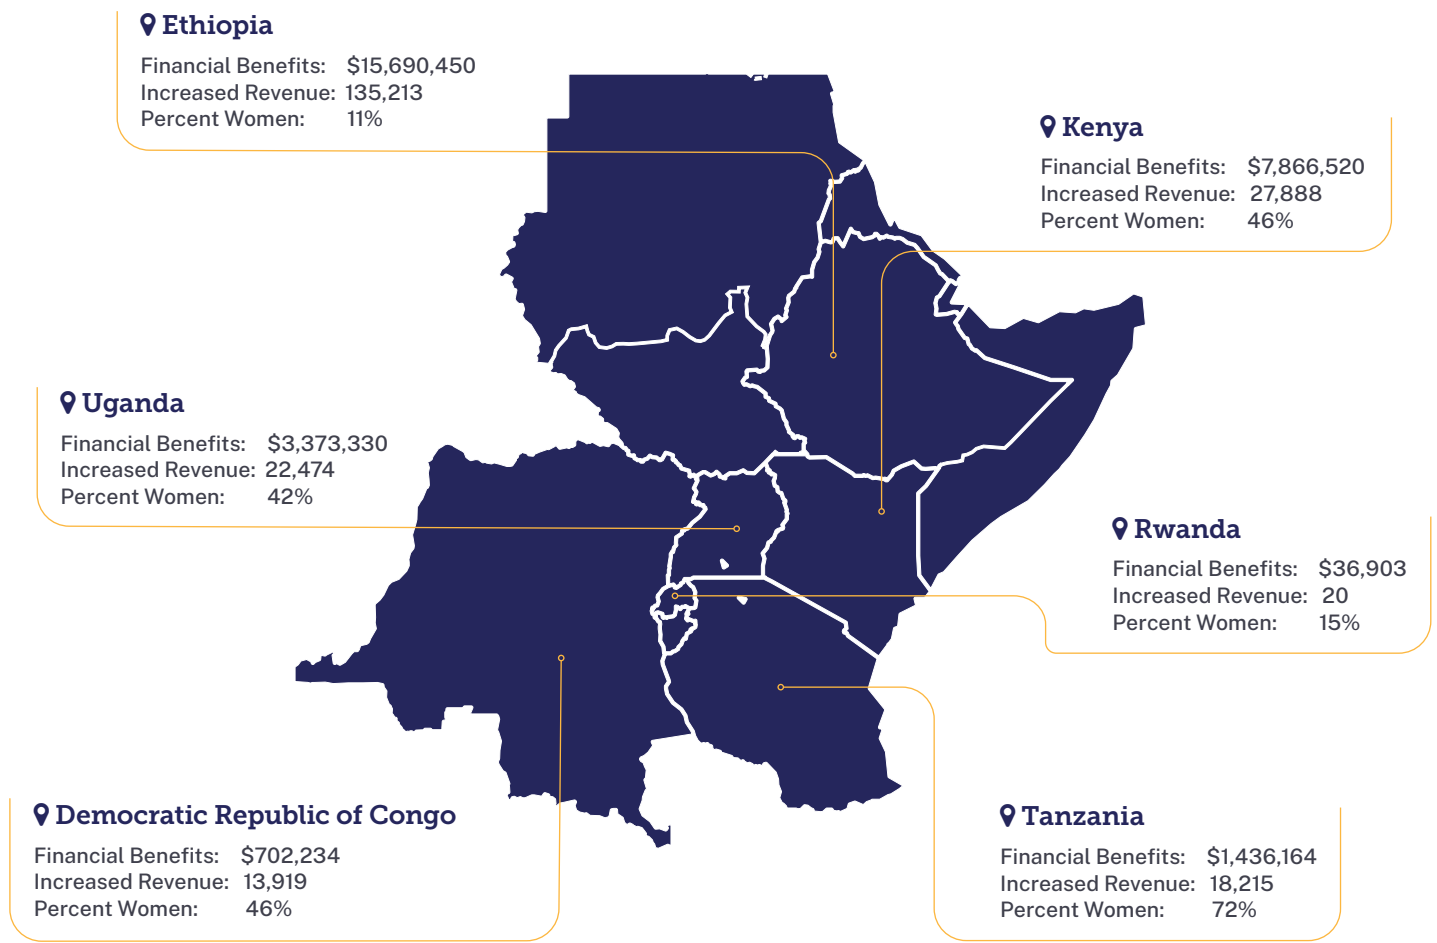 Ethiopia
Financial Benefits: $15,690,450
Increased Revenue: 135,213
Percent Women: 11%
Kenya
Financial Benefits: $7,866,520
Increased Revenue: 27,888
Percent Women: 46%
Uganda
Financial Benefits: $3,373,330
Increased Revenue: 22,474
Percent Women: 42%
Rwanda
Financial Benefits: $36,903
Increased Revenue: 20
Percent Women: 15%
Democratic Republic of Congo
Financial Benefits: $702,234
Increased Revenue: 13,919
Percent Women: 46%
Tanzania
Financial Benefits: $1,436,164
Increased Revenue: 18,215
Percent Women: 72%